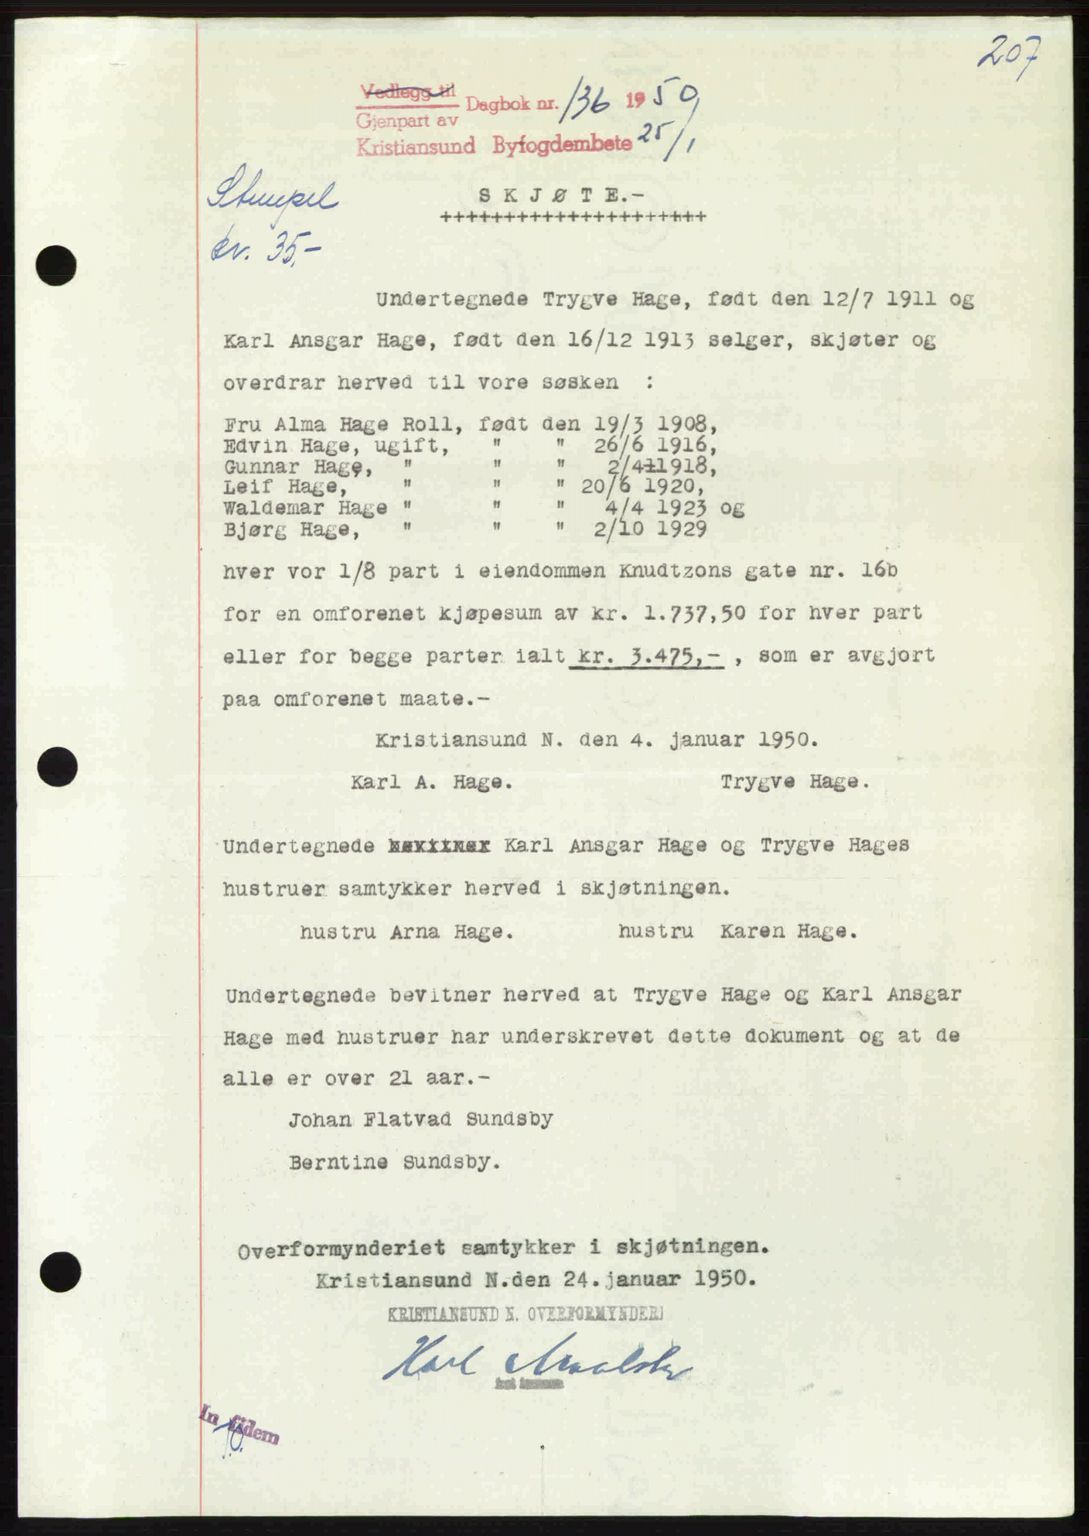 207
Vedlegg til
Gjenpart av Dagbok nr. 136 1950
Kristiansund Byfogdembete 25/1
Stempel
kr. 35,-
S K J Ø T E.-
+++++++++++++++++++++
Undertegnede Trygve Hage, født den 12/7 1911 og
Karl Ansgar Hage, født den 16/12 1913 selger, skjøter og
overdrar herved til vore søsken :
Fru Alma Hage Roll, født den 19/3 1908,
Edvin Hage, ugift, " " 26/6 1916,
Gunnar Hage, " " " 2/4 1918,
Leif Hage, " " " 20/6 1920,
Waldemar Hage " " " 4/4 1923 og
Bjørg Hage, " " " 2/10 1929
hver vor 1/8 part i eiendommen Knudtzons gate nr. 16b
for en omforenet kjøpesum av kr. 1.737,50 for hver part
eller for begge parter ialt kr. 3.475,- , som er avgjort
paa omforenet maate.-
Kristiansund N. den 4. januar 1950.
Karl A. Hage. Trygve Hage.
Undertegnede bevitner Karl Ansgar Hage og Trygve Hages
hustruer samtykker herved i skjøtningen.
hustru Arna Hage. hustru Karen Hage.
Undertegnede bevitner herved at Trygve Hage og Karl Ansgar
Hage med hustruer har underskrevet dette dokument og at de
alle er over 21 aar.-
Johan Flatvad Sundsby
Berntine Sundsby.
Overformynderiet samtykker i skjøtningen.
Kristiansund N.den 24.januar 1950.
KRISTIANSUND N. OVERFORMYNDERI
Karl
In fidem